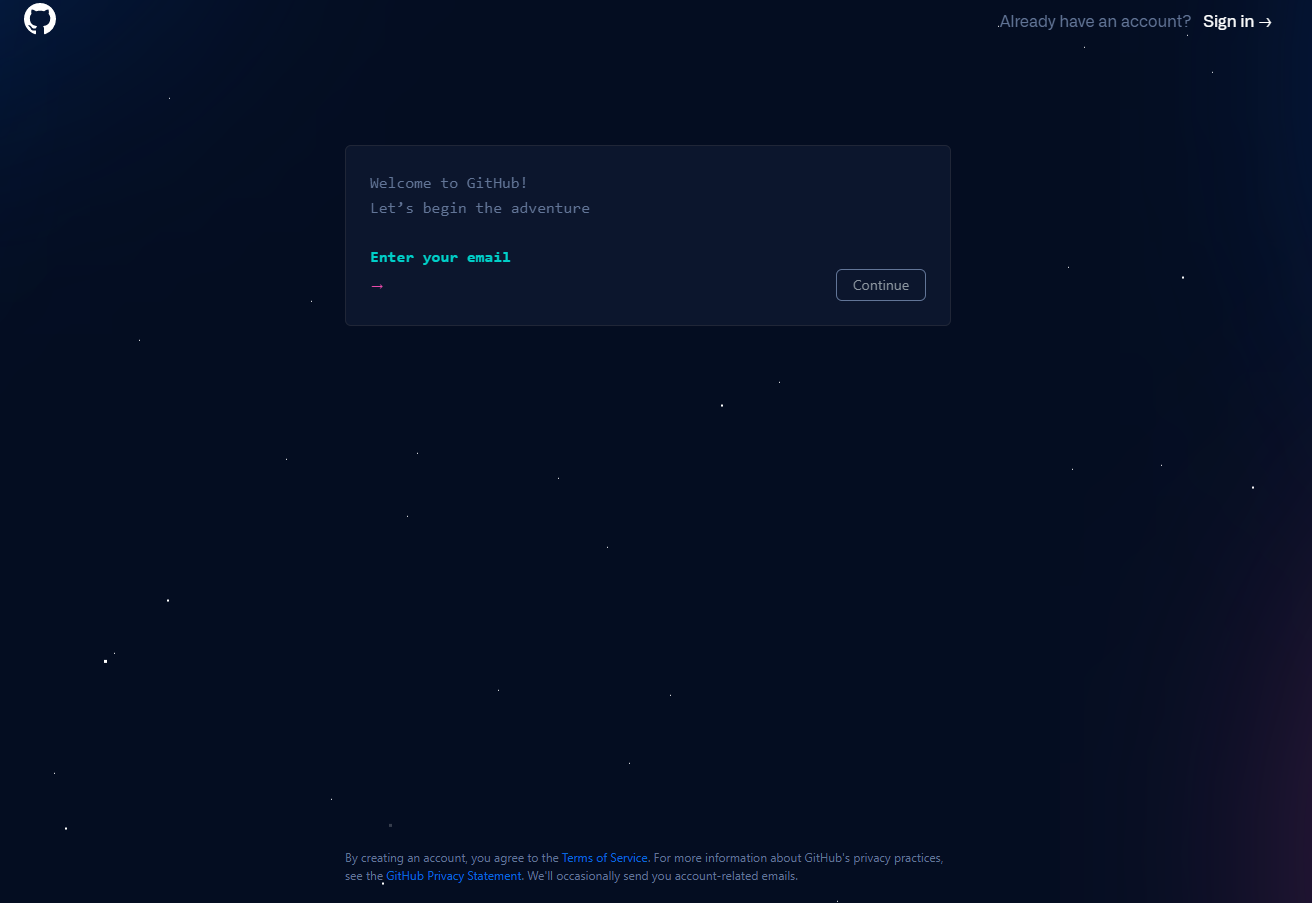 Already have an account? Sign in →
Welcome to GitHub!
Let’s begin the adventure
Enter your email
→ Continue
By creating an account, you agree to the Terms of Service. For more information about GitHub's privacy practices,
see the GitHub Privacy Statement. We'll occasionally send you account-related emails.